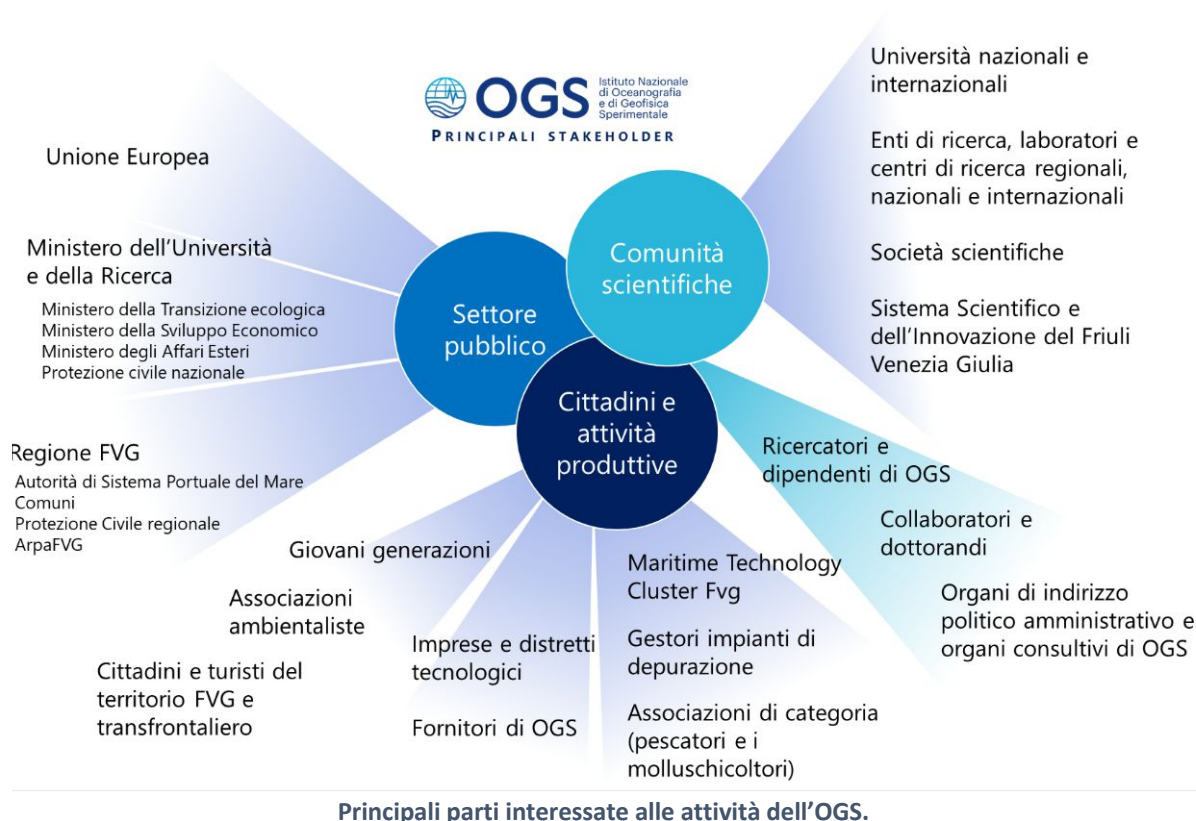 OGS
Istituto Nazionale
di Oceanografia
e di Geofisica
Sperimentale
PRINCIPALI STAKEHOLDER
Unione Europea
Ministero dell'Università
e della Ricerca
Ministero della Transizione ecologica
Ministero della Sviluppo Economico
Ministero degli Affari Esteri
Protezione civile nazionale
Regione FVG
Autorità di Sistema Portuale del Mare
Comuni
Protezione Civile regionale
ArpaFVG
Settore
pubblico
Comunità
scientifiche
Cittadini e
attività
produttive
Università nazionali e
internazionali
Enti di ricerca, laboratori e
centri di ricerca regionali,
nazionali e internazionali
Società scientifiche
Sistema Scientifico e
dell'Innovazione del Friuli
Venezia Giulia
Ricercatori e
dipendenti di OGS
Collaboratori e
dottorandi
Organi di indirizzo
politico amministrativo e
organi consultivi di OGS
Giovani generazioni
Associazioni
ambientaliste
Cittadini e turisti del
territorio FVG e
transfrontaliero
Imprese e distretti
tecnologici
Fornitori di OGS
Maritime Technology
Cluster Fvg
Gestori impianti di
depurazione
Associazioni di categoria
(pescatori e i
molluschicoltori)
Principali parti interessate alle attività dell'OGS.